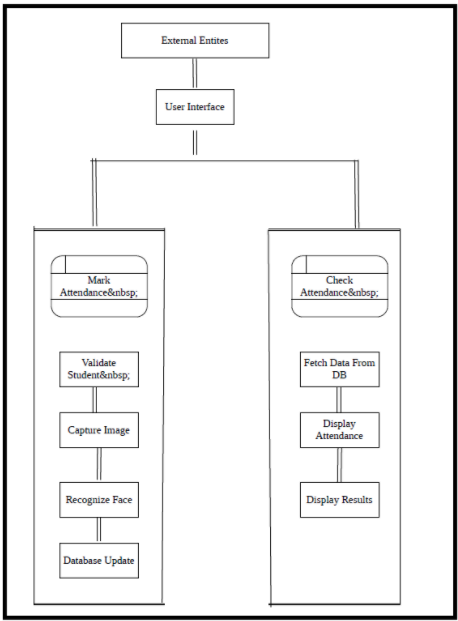 External Entites
User Interface
Mark
Attendance&nbsp;
Validate
Student&nbsp;
Capture Image
Recognize Face
Database Update
Check
Attendance&nbsp;
Fetch Data From
DB
Display
Attendance
Display Results